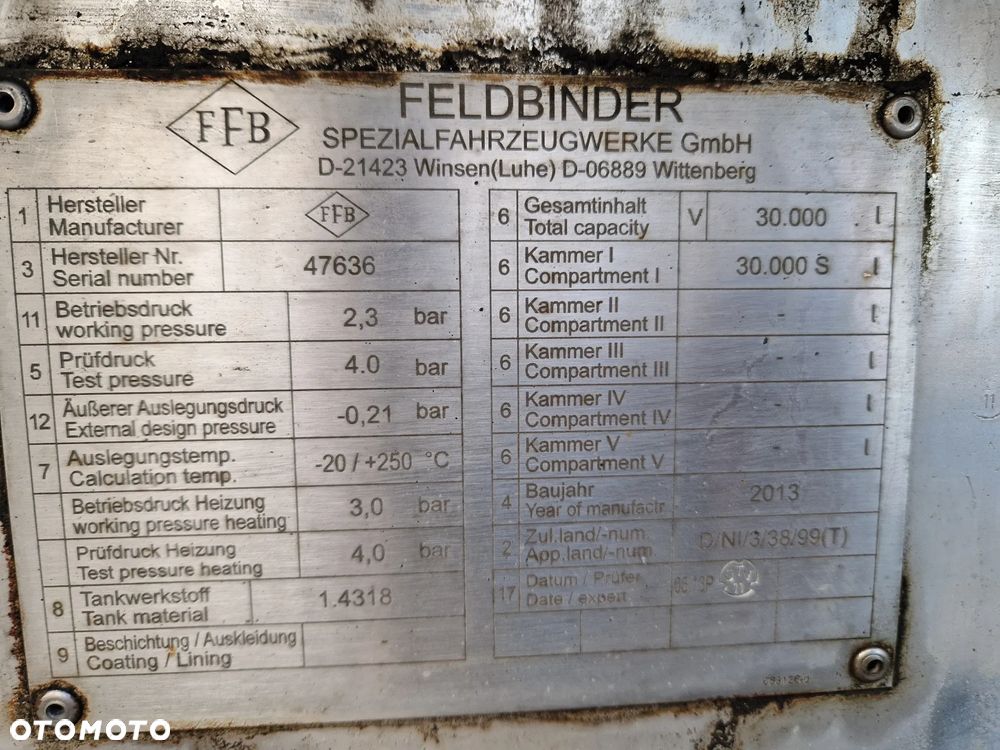 FFB
FELDBINDER
SPEZIALFAHRZEUGWERKE GmbH
D-21423 Winsen(Luhe) D-06889 Wittenberg
1 Hersteller
Manufacturer
FFB
3 Hersteller Nr.
Serial number
47636
11 Betriebsdruck
working pressure
2,3 bar
5 Prüfdruck
Test pressure
4.0 bar
12 Äußerer Auslegungsdruck
External design pressure
-0,21 bar
7 Auslegungstemp.
Calculation temp.
-20 / +250 °C
Betriebsdruck Heizung
working pressure heating
3,0 bar
Prüfdruck Heizung
Test pressure heating
4,0 bar
8 Tankwerkstoff
Tank material
1.4318
9 Beschichtung / Auskleidung
Coating / Lining
-
6 Gesamtinhalt
Total capacity
V 30.000 l
6 Kammer I
Compartment I
30.000 S l
6 Kammer II
Compartment II
- l
6 Kammer III
Compartment III
- l
6 Kammer IV
Compartment IV
- l
6 Kammer V
Compartment V
- l
4 Baujahr
Year of manufactr.
2013
2 Zul.land/-num.
App.land/-num.
D/NI/3/38/99(T)
17 Datum / Prüfer
Date / expert
OTOMOTO